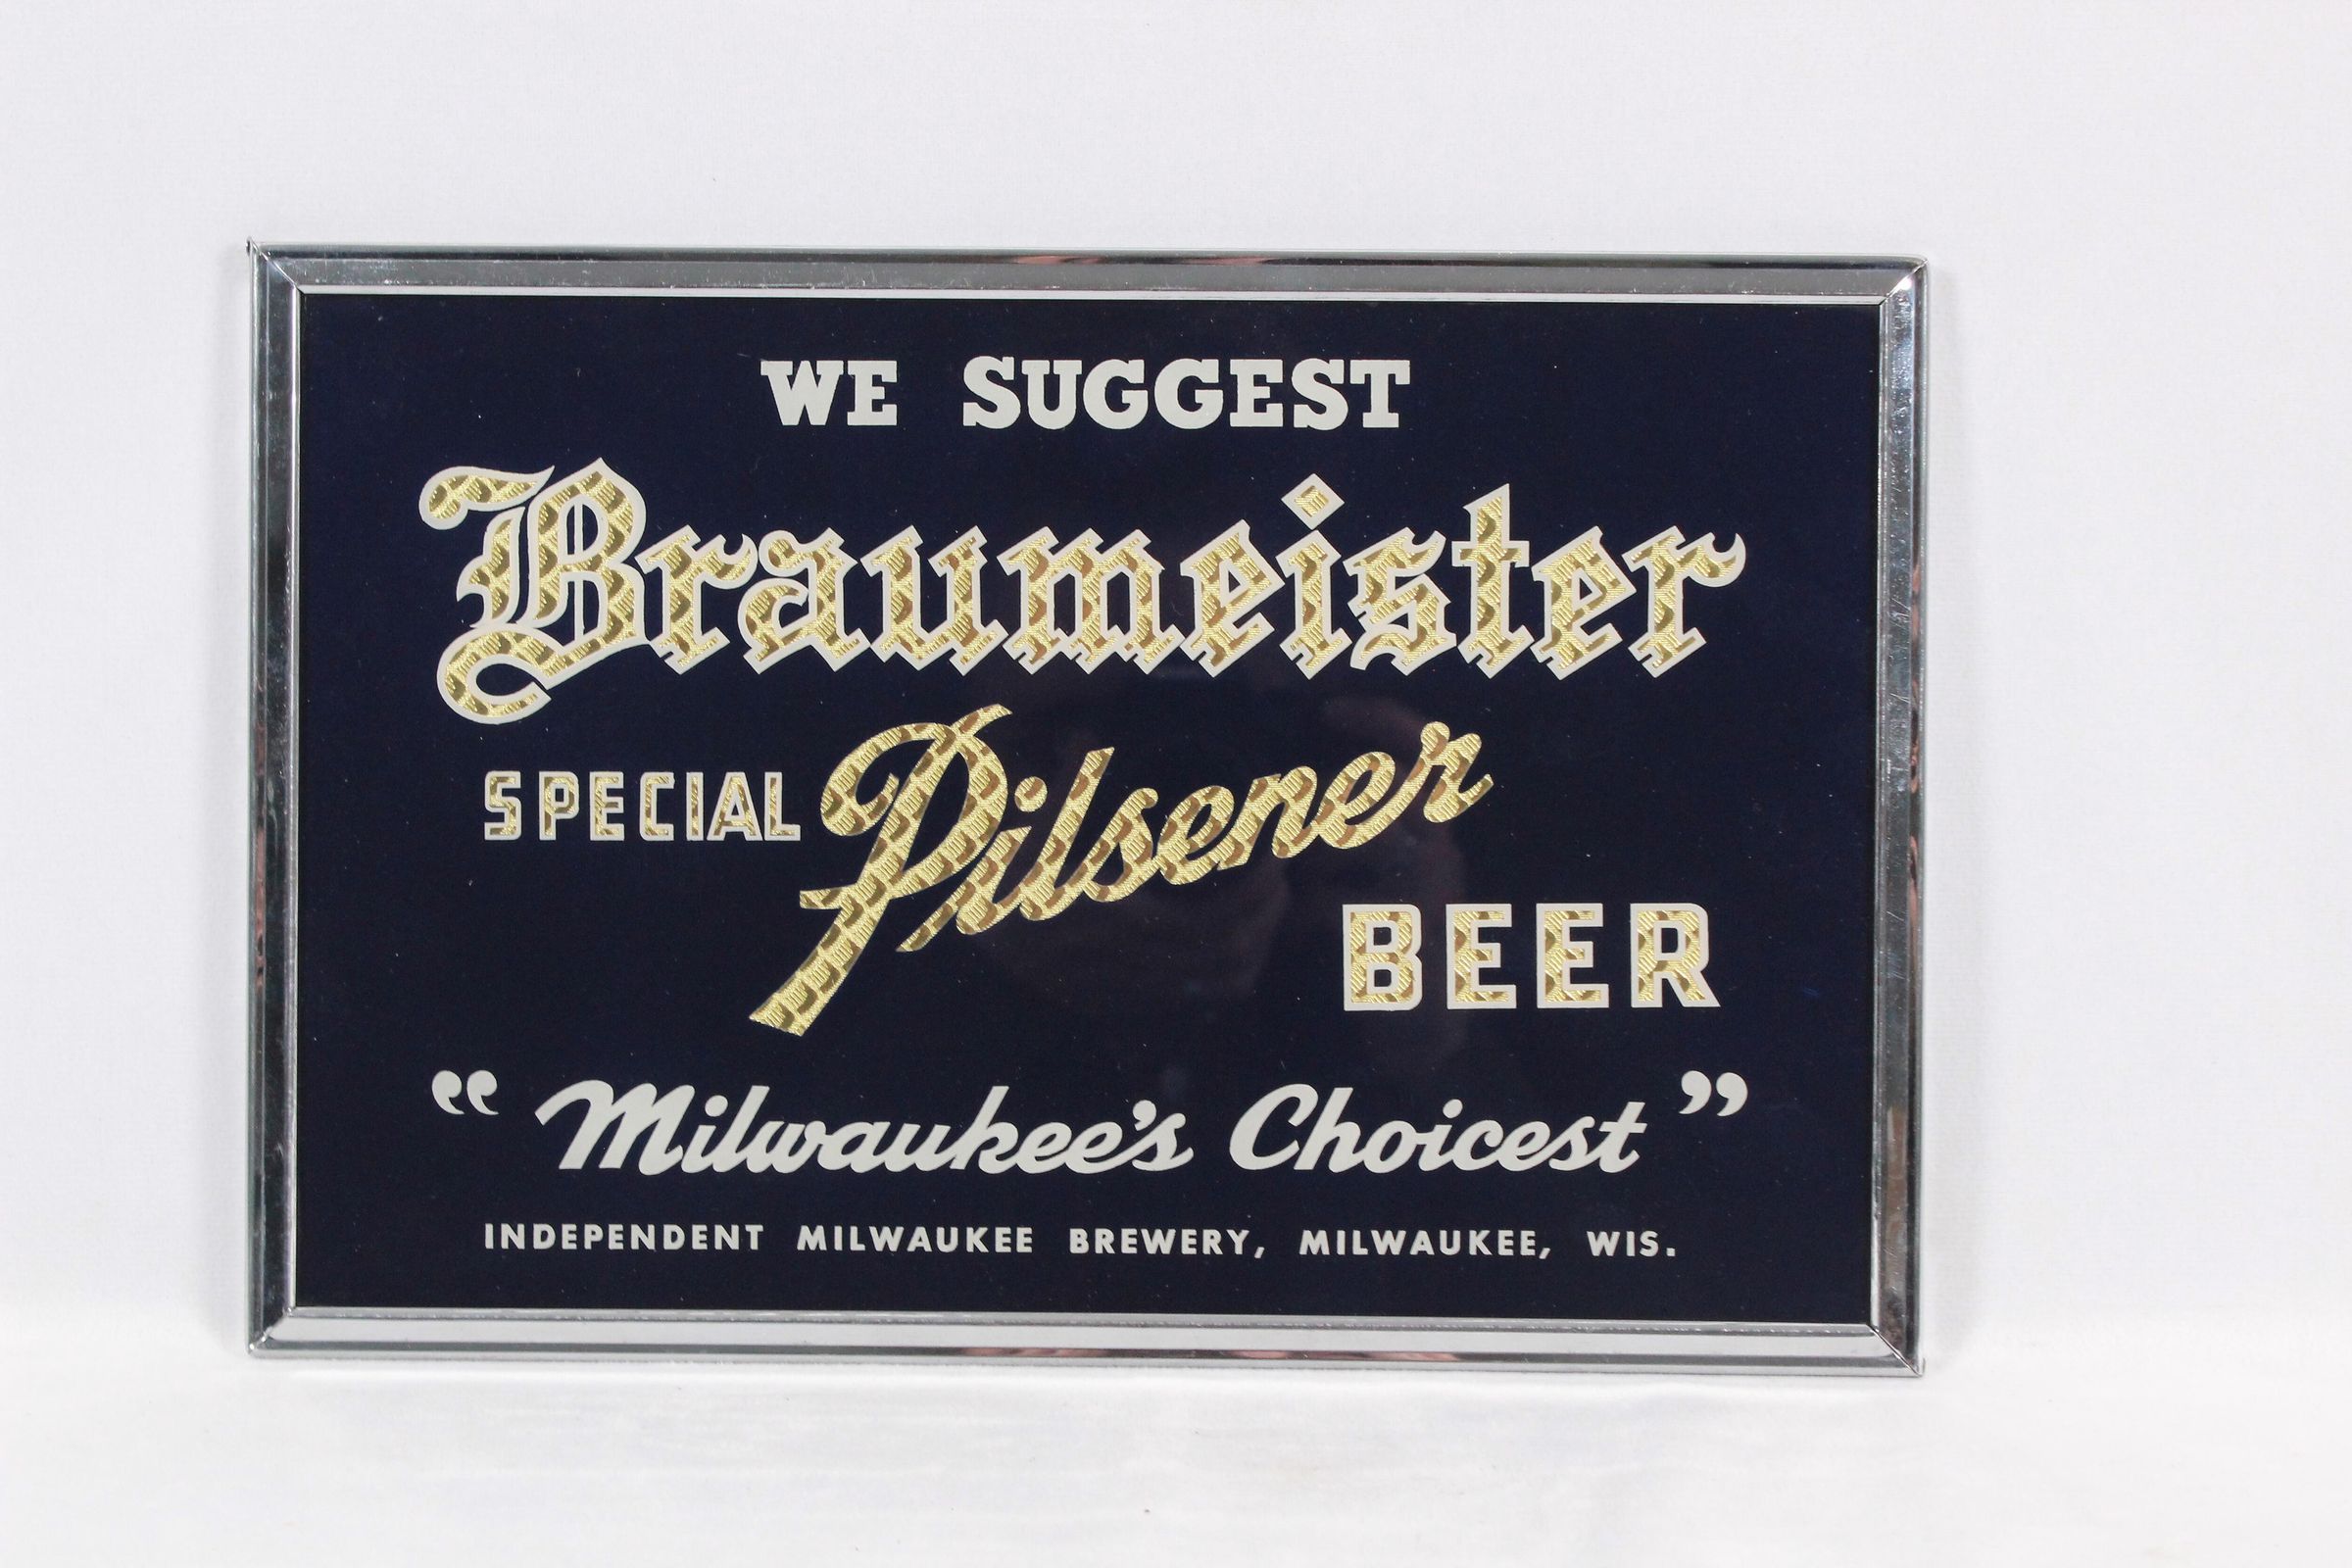 WE SUGGEST
Braumeister
SPECIAL Pilsener
BEER
“Milwaukee's Choicest”
INDEPENDENT MILWAUKEE BREWERY, MILWAUKEE, WIS.